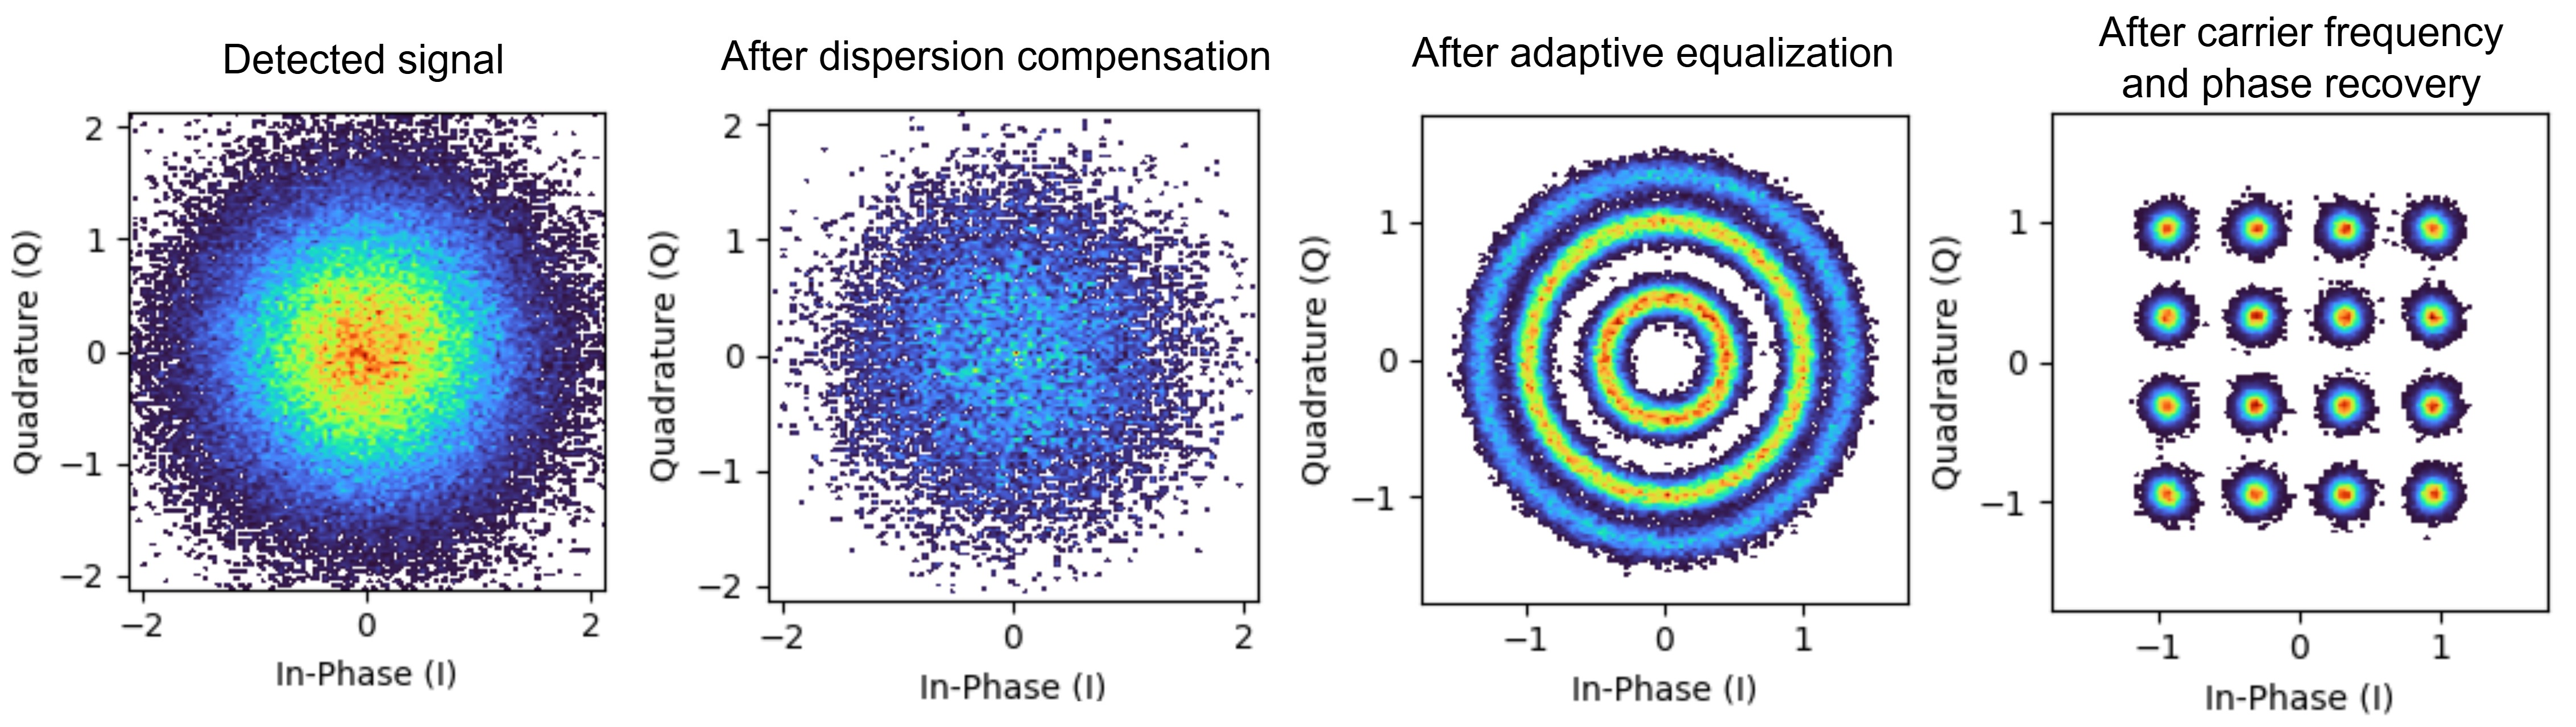 Detected signal
2
1
0
−1
−2
−2
0
2
Quadrature (Q)
In-Phase (I)
After dispersion compensation
2
1
0
−1
−2
−2
0
2
Quadrature (Q)
In-Phase (I)
After adaptive equalization
1
0
−1
−1
0
1
Quadrature (Q)
In-Phase (I)
After carrier frequency
and phase recovery
1
0
−1
−1
0
1
Quadrature (Q)
In-Phase (I)